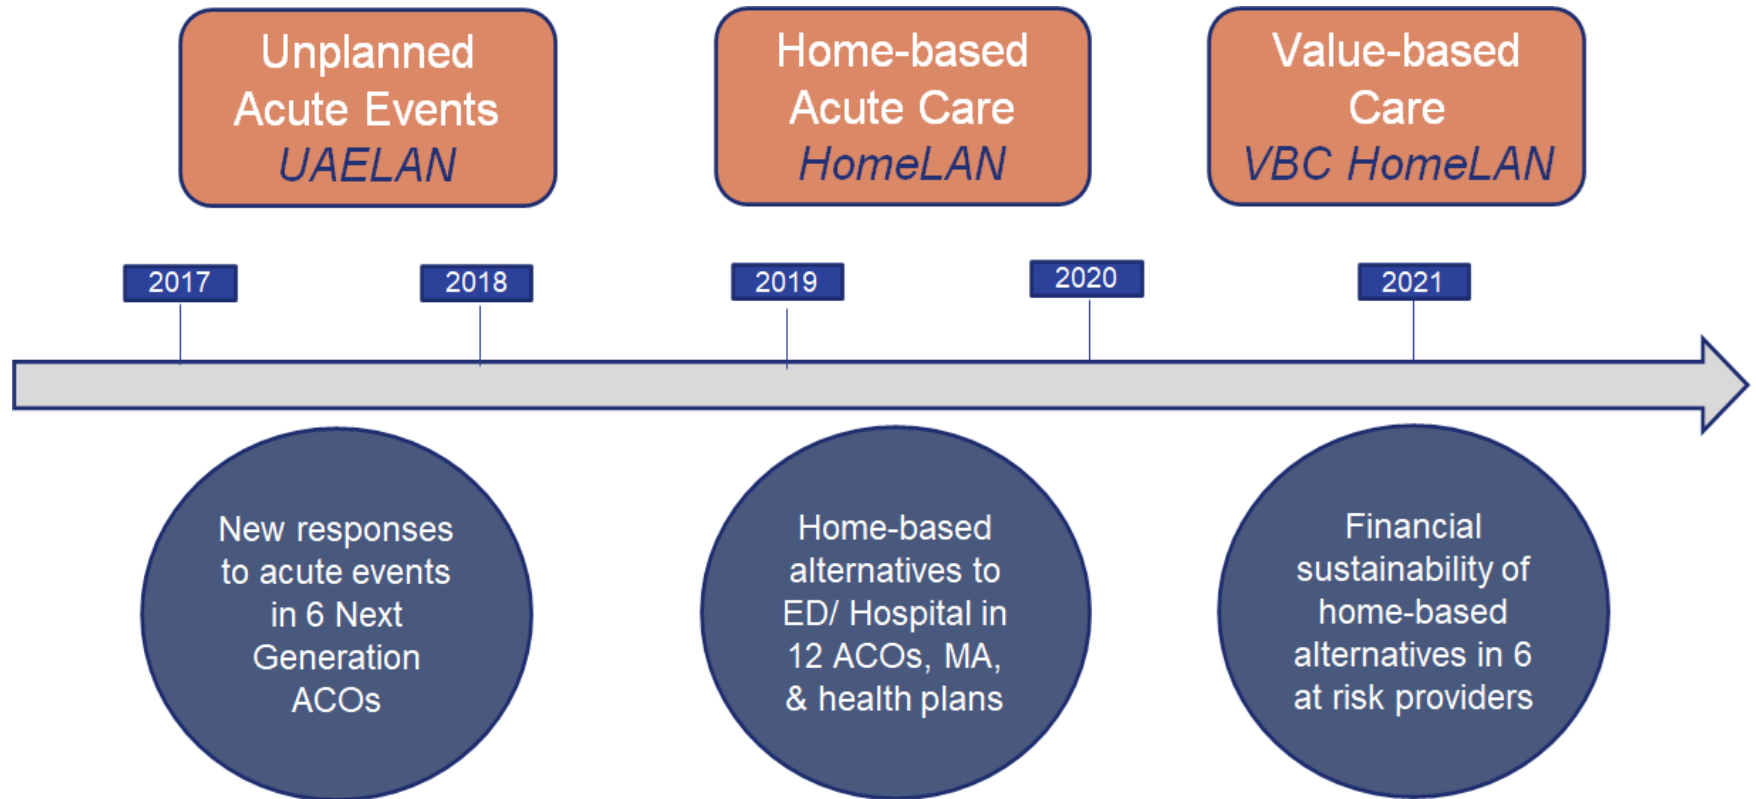 Unplanned
Acute Events
UAELAN
Home-based
Acute Care
HomeLAN
Value-based
Care
VBC HomeLAN
2017
2018
2019
2020
2021
New responses
to acute events
in 6 Next
Generation
ACOs
Home-based
alternatives to
ED/ Hospital in
12 ACOs, MA,
& health plans
Financial
sustainability of
home-based
alternatives in 6
at risk providers